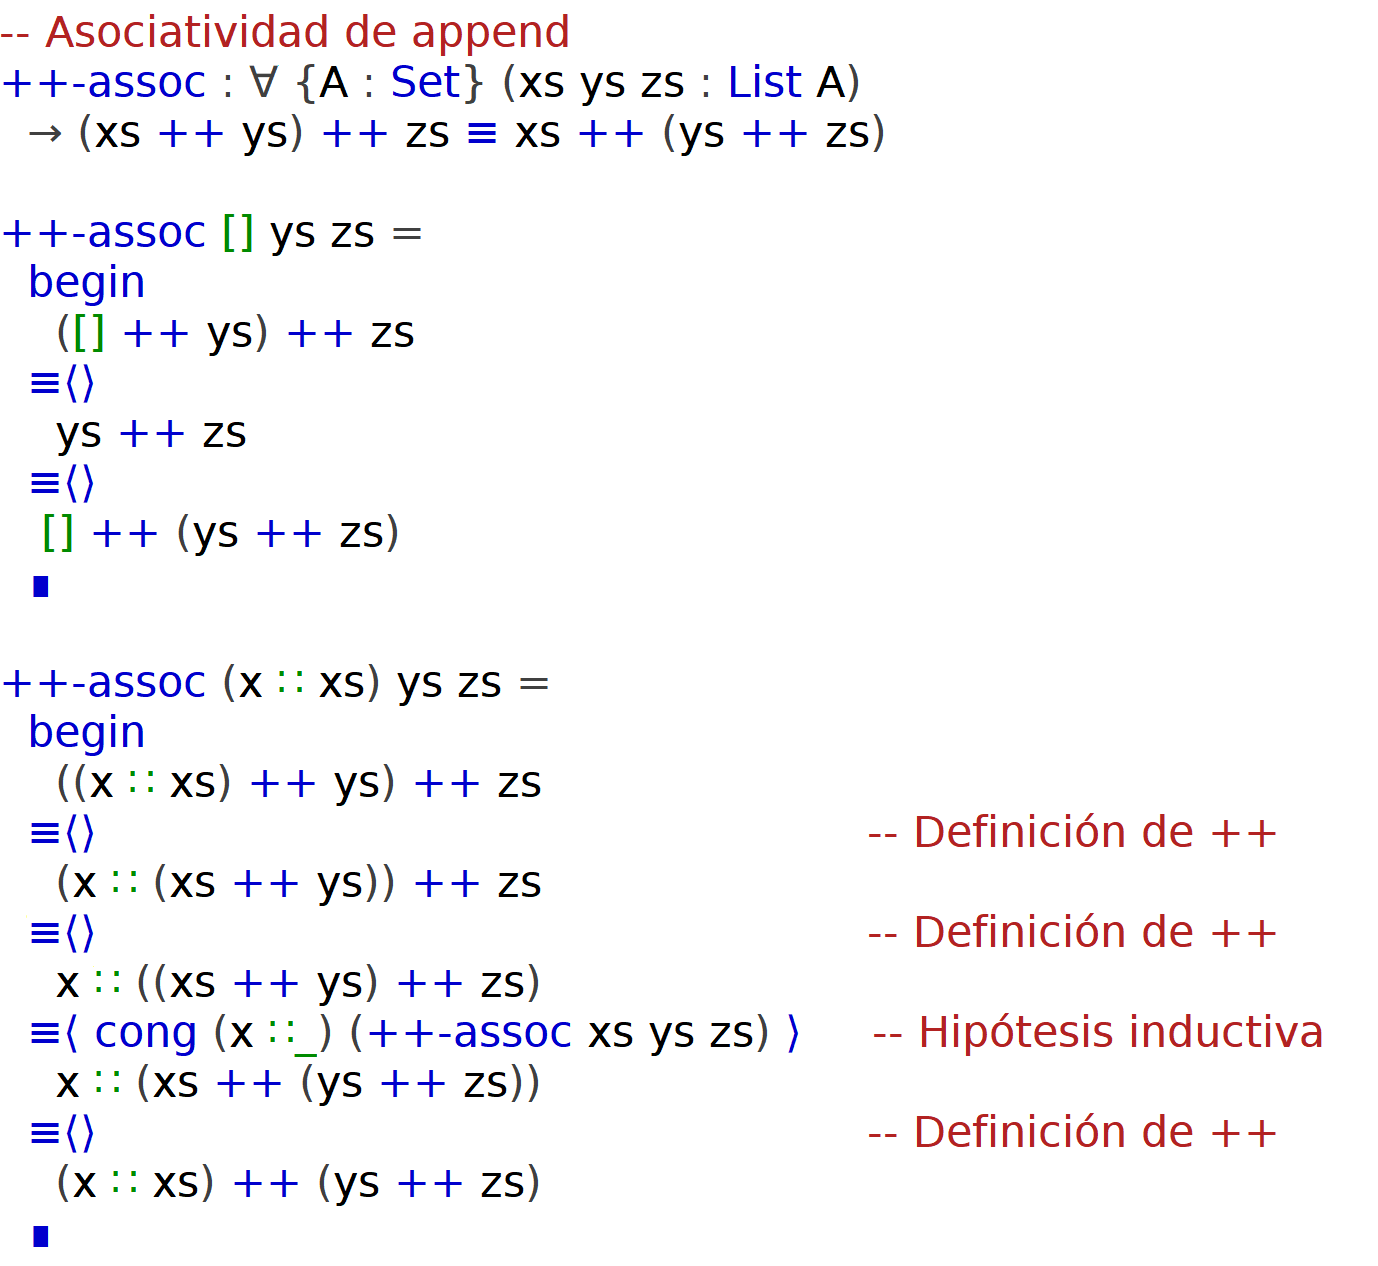 -- Asociatividad de append
++-assoc : ∀ {A : Set} (xs ys zs : List A)
  → (xs ++ ys) ++ zs ≡ xs ++ (ys ++ zs)

++-assoc [] ys zs =
  begin
    ([] ++ ys) ++ zs
  ≡⟨⟩
    ys ++ zs
  ≡⟨⟩
   [] ++ (ys ++ zs)
  ∎

++-assoc (x ∷ xs) ys zs =
  begin
    ((x ∷ xs) ++ ys) ++ zs
  ≡⟨⟩ -- Definición de ++
    (x ∷ (xs ++ ys)) ++ zs
  ≡⟨⟩ -- Definición de ++
    x ∷ ((xs ++ ys) ++ zs)
  ≡⟨ cong (x ∷_) (++-assoc xs ys zs) ⟩ -- Hipótesis inductiva
    x ∷ (xs ++ (ys ++ zs))
  ≡⟨⟩ -- Definición de ++
    (x ∷ xs) ++ (ys ++ zs)
  ∎